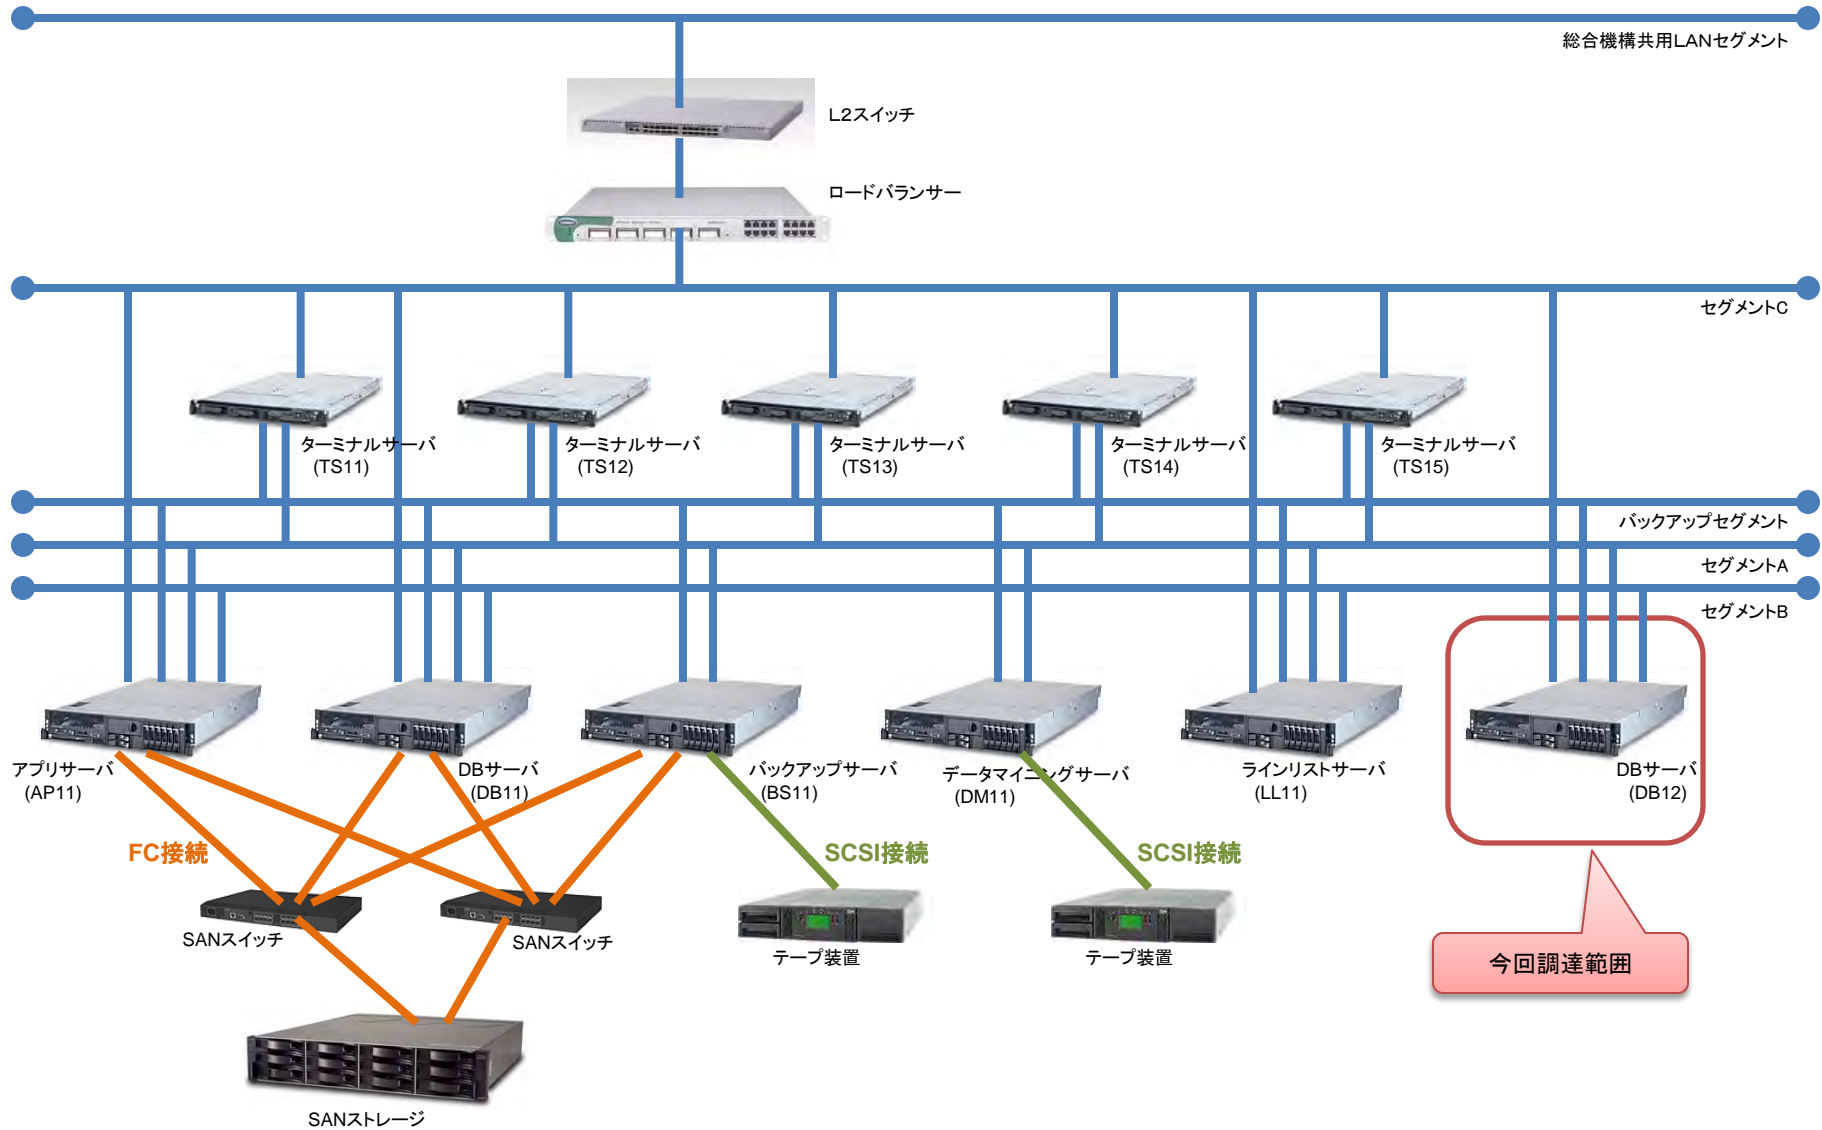 総合機構共用LANセグメント
L2スイッチ
ロードバランサー
セグメントC
ターミナルサーバ
(TS11)
ターミナルサーバ
(TS12)
ターミナルサーバ
(TS13)
ターミナルサーバ
(TS14)
ターミナルサーバ
(TS15)
バックアップセグメント
セグメントA
セグメントB
アプリサーバ
(AP11)
DBサーバ
(DB11)
バックアップサーバ
(BS11)
データマイニングサーバ
(DM11)
ラインリストサーバ
(LL11)
DBサーバ
(DB12)
FC接続
SCSI接続
SCSI接続
SANスイッチ
SANスイッチ
テープ装置
テープ装置
今回調達範囲
SANストレージ